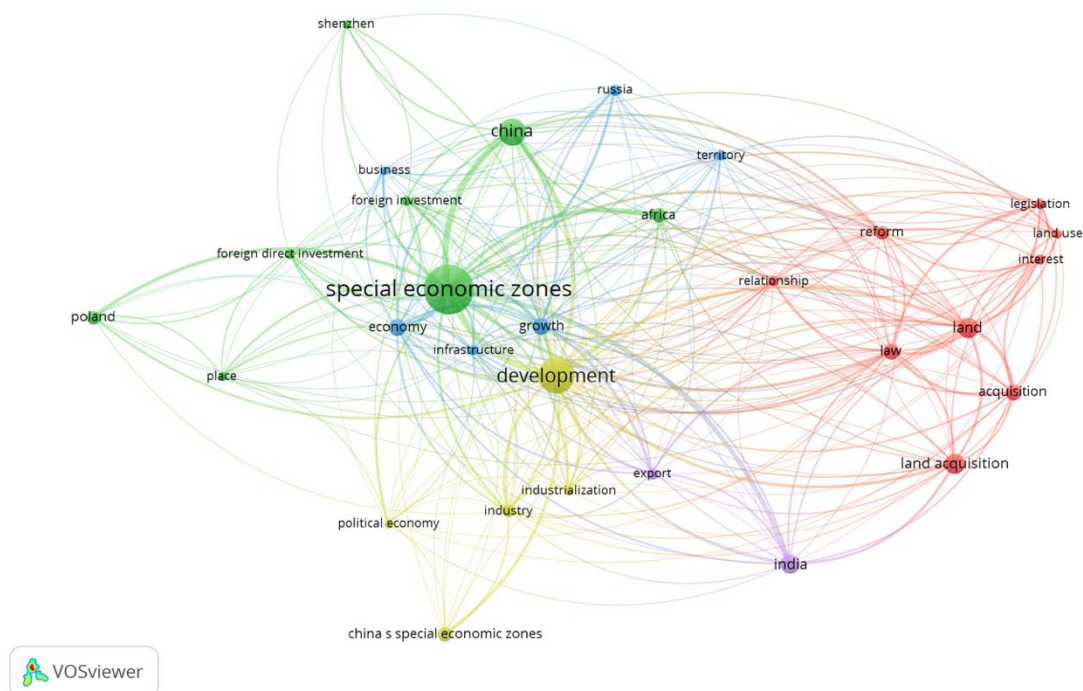 shenzhen
russia
china
territory
business
foreign investment
legislation
africa
reform
land use
foreign direct investment
interest
relationship
special economic zones
poland
economy
growth
land
infrastructure
law
place
development
acquisition
land acquisition
export
industrialization
industry
political economy
india
china s special economic zones
VOSviewer